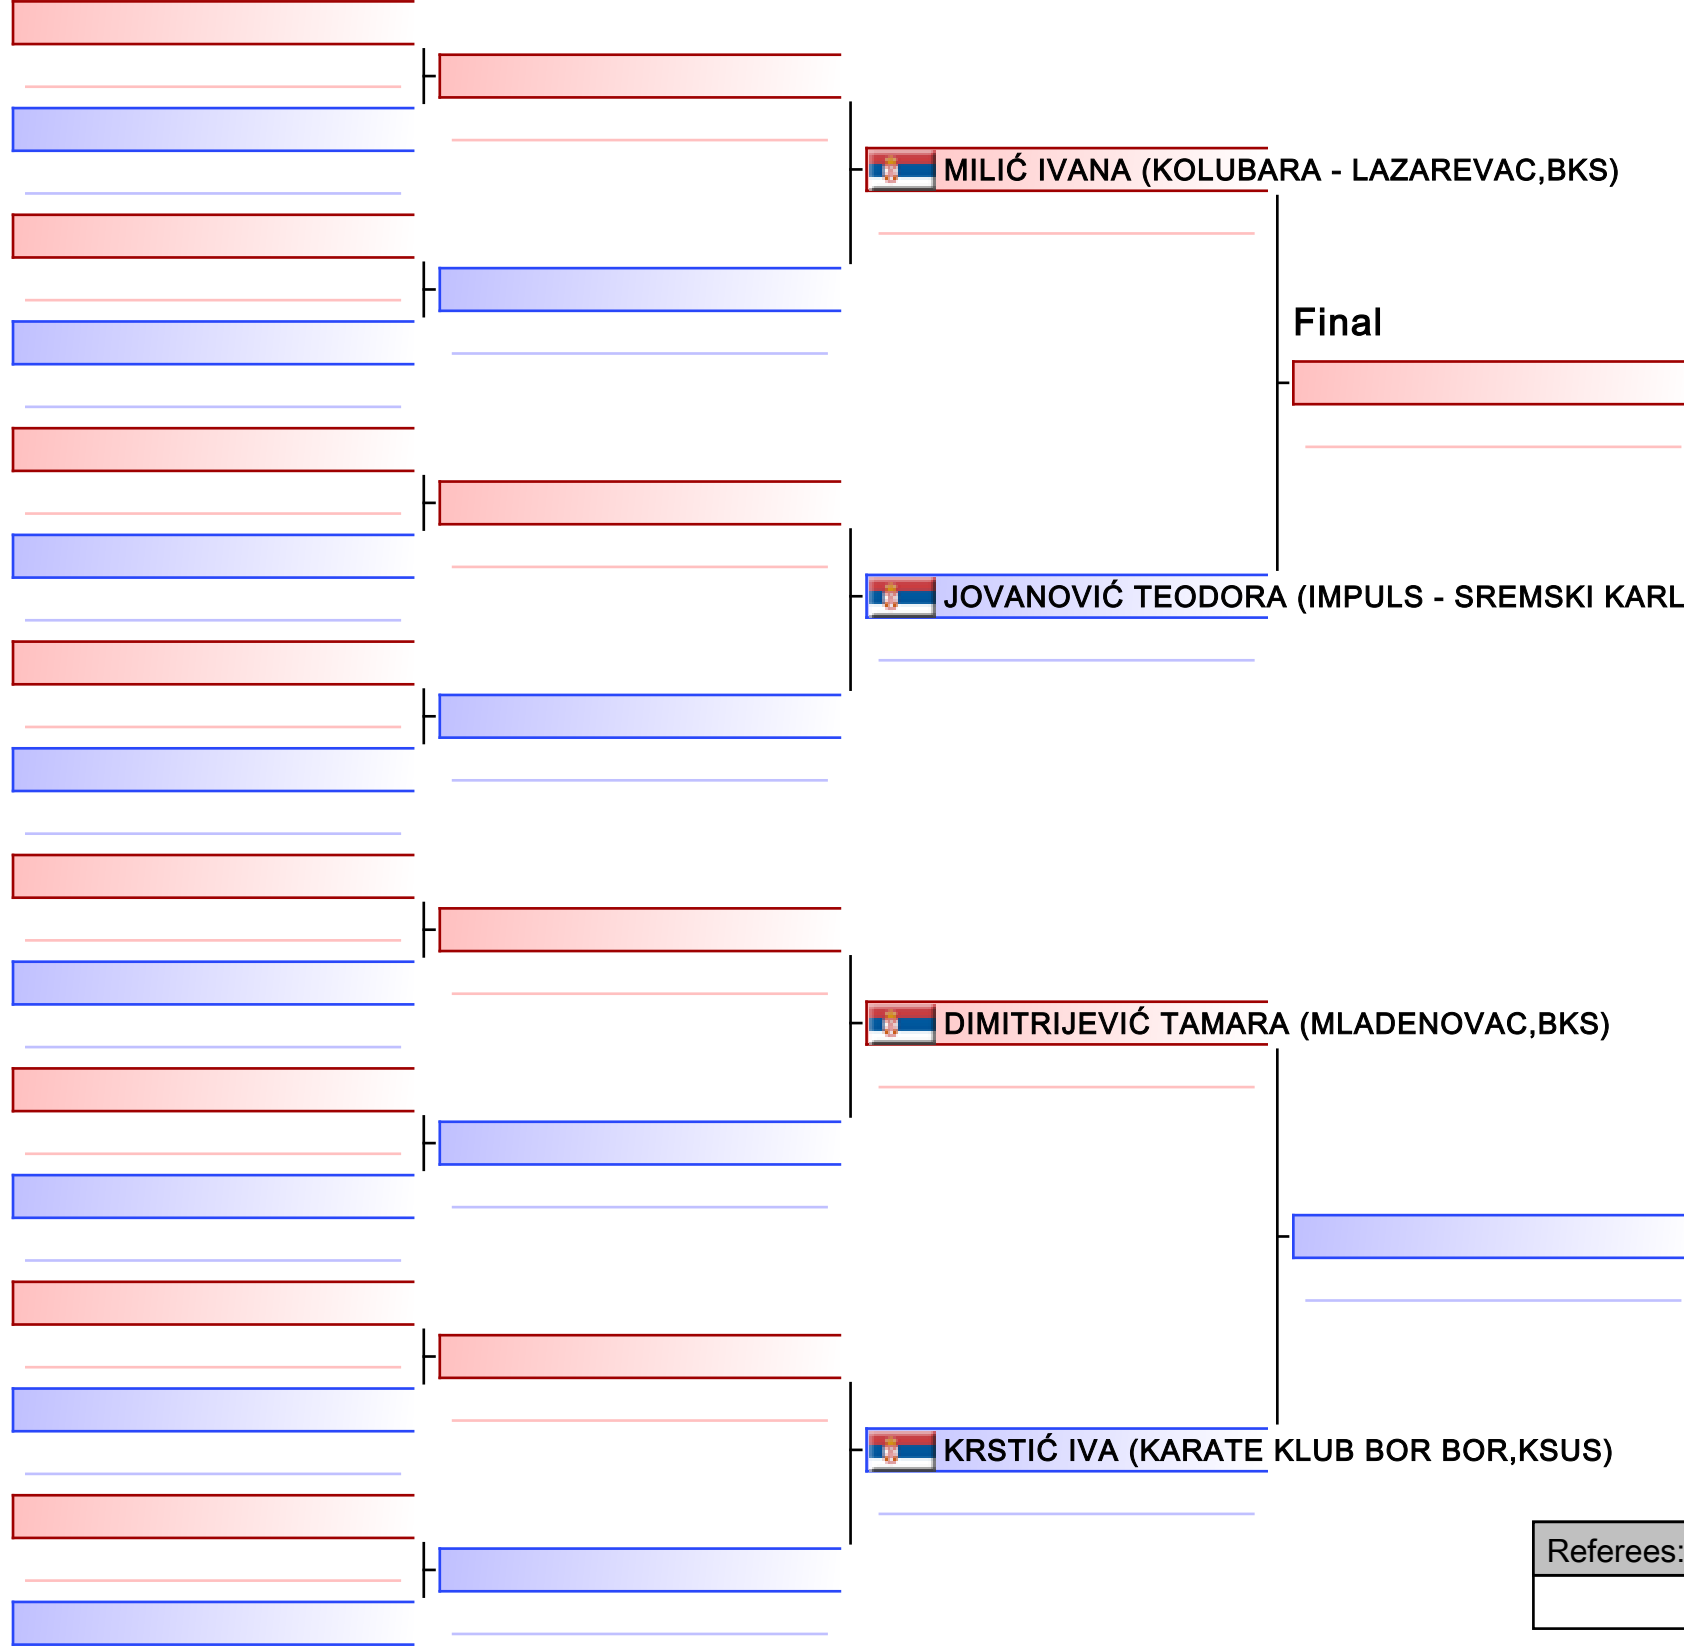 MILIĆ IVANA (KOLUBARA - LAZAREVAC,BKS)
Final
JOVANOVIĆ TEODORA (IMPULS - SREMSKI KARL
DIMITRIJEVIĆ TAMARA (MLADENOVAC,BKS)
KRSTIĆ IVA (KARATE KLUB BOR BOR,KSUS)
Referees: